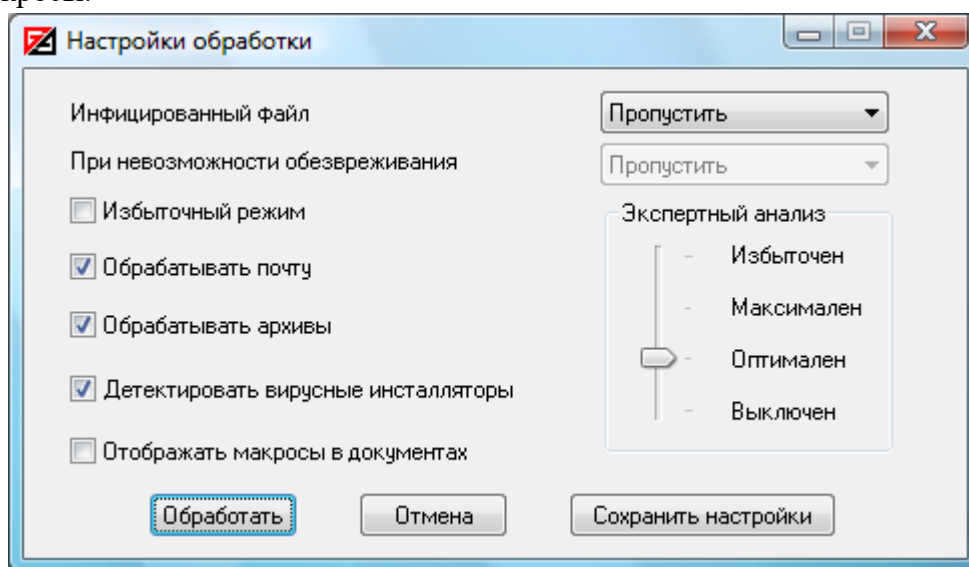 Настройки обработки
Инфицированный файл
Пропустить
При невозможности обезвреживания
Пропустить
Избыточный режим
Экспертный анализ
Избыточен
Обрабатывать почту
Максимален
Обрабатывать архивы
Оптимален
Детектировать вирусные инсталляторы
Выключен
Отображать макросы в документах
Обработать
Отмена
Сохранить настройки